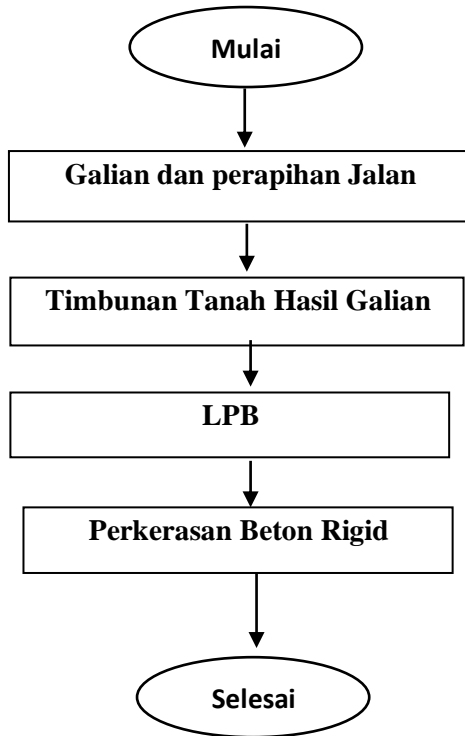 Mulai
Galian dan perapihan Jalan
Timbunan Tanah Hasil Galian
LPB
Perkerasan Beton Rigid
Selesai